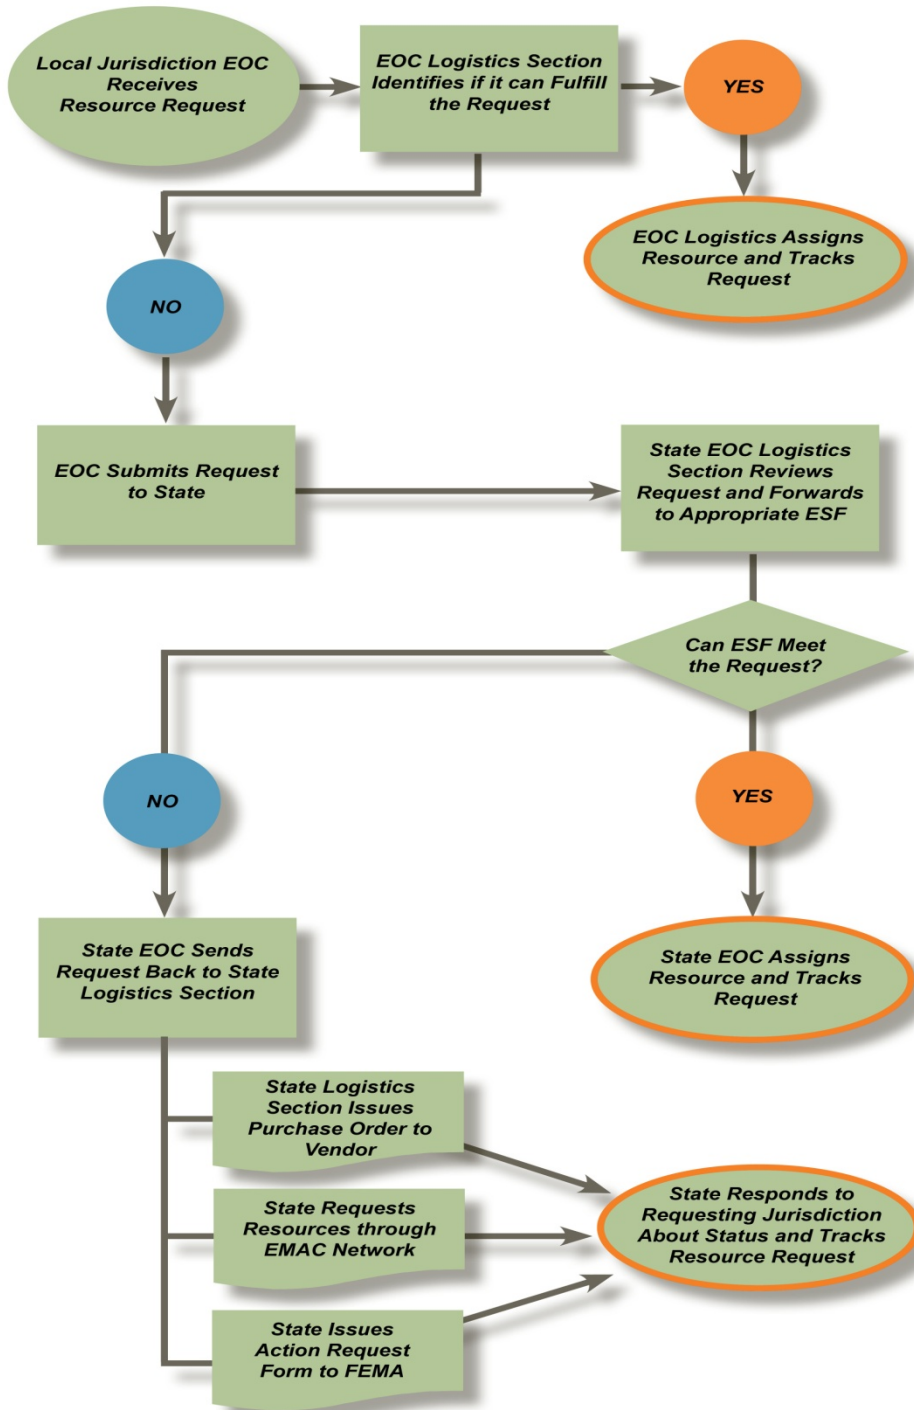 Local Jurisdiction EOC
Receives
Resource Request
EOC Logistics Section
Identifies if it can Fulfill
the Request
YES
EOC Logistics Assigns
Resource and Tracks
Request
NO
EOC Submits Request
to State
State EOC Logistics
Section Reviews
Request and Forwards
to Appropriate ESF
Can ESF Meet
the Request?
NO
YES
State EOC Sends
Request Back to State
Logistics Section
State EOC Assigns
Resource and Tracks
Request
State Logistics
Section Issues
Purchase Order to
Vendor
State Requests
Resources through
EMAC Network
State Issues
Action Request
Form to FEMA
State Responds to
Requesting Jurisdiction
About Status and Tracks
Resource Request